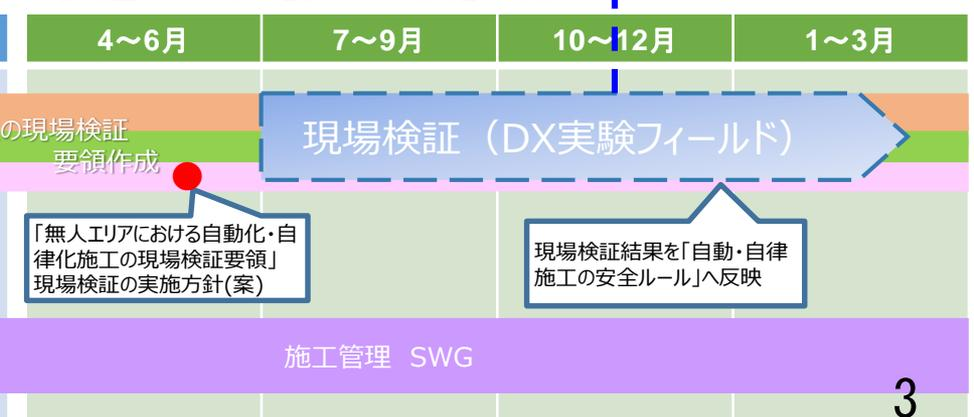 4～6月
7～9月
10～12月
1～3月
の現場検証
要領作成
現場検証（DX実験フィールド）
「無人エリアにおける自動化・自
律化施工の現場検証要領」
現場検証の実施方針(案)
現場検証結果を「自動・自律
施工の安全ルール」へ反映
施工管理 SWG
3